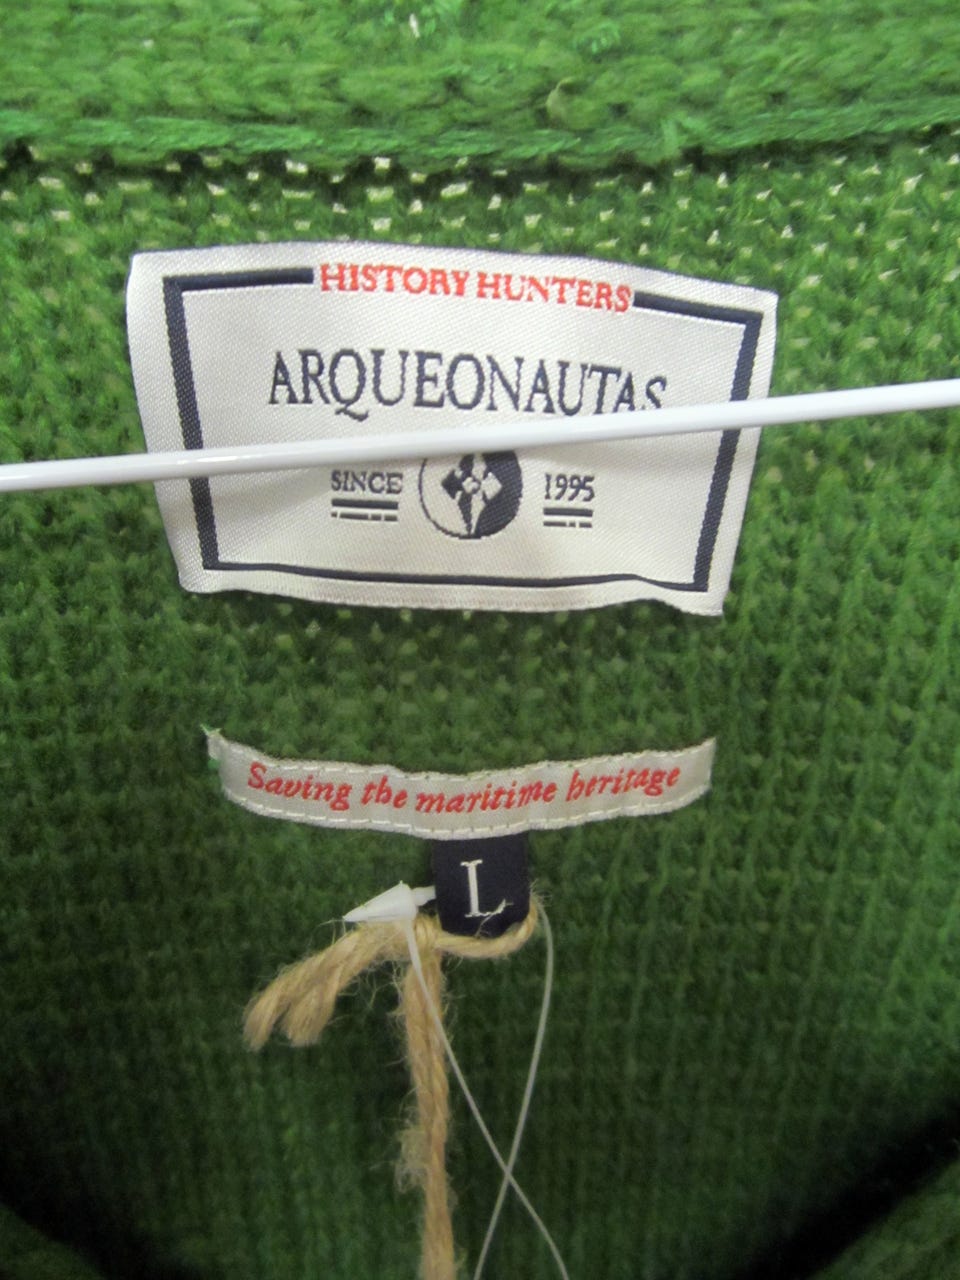 HISTORY HUNTERS
ARQUEONAUTAS
SINCE 1995
Saving the maritime heritage
L